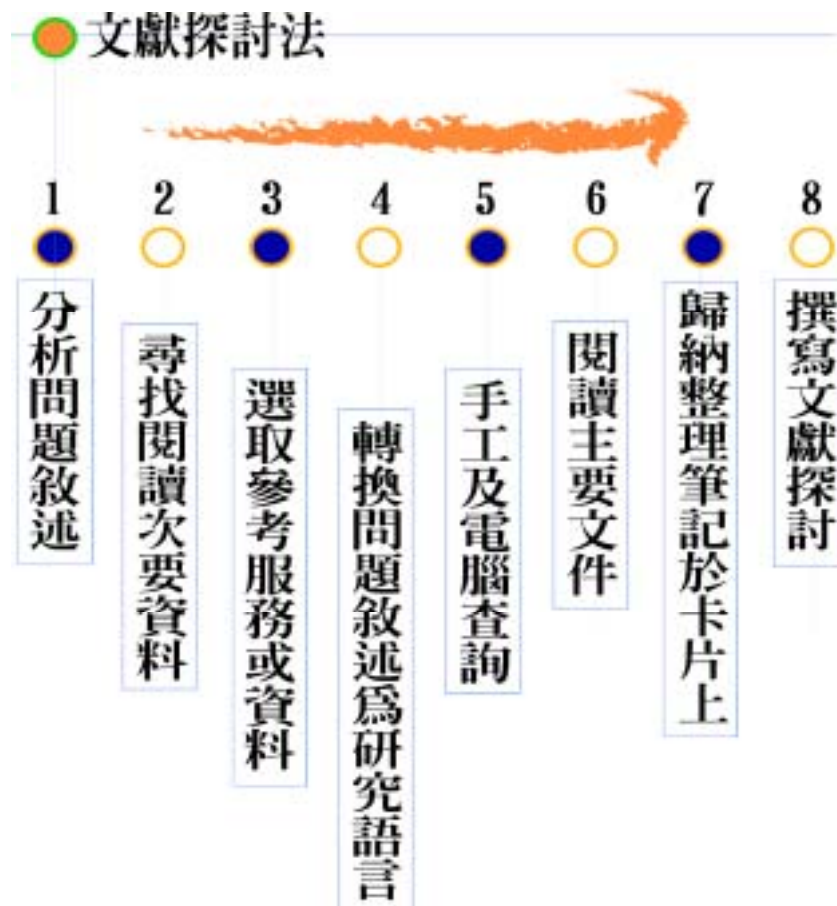 文獻探討法
1
2
3
4
5
6
7
8
分析問題敘述
尋找閱讀次要資料
選取參考服務或資料
轉換問題敘述爲研究語言
手工及電腦查詢
閱讀主要文件
歸納整理筆記於卡片上
撰寫文獻探討